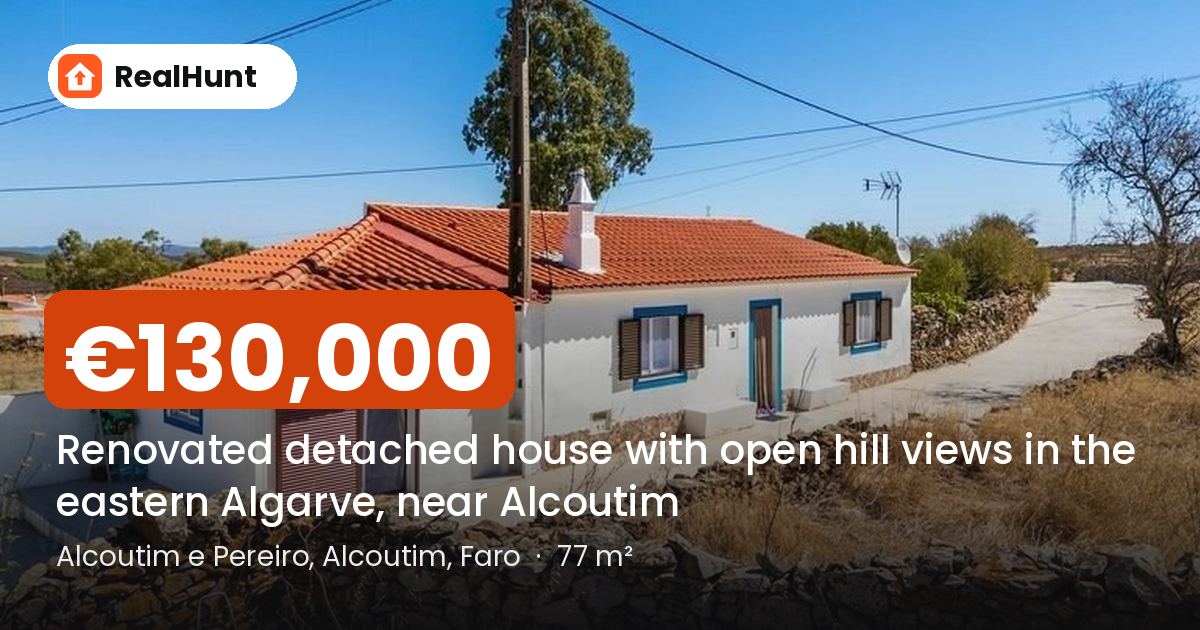 RealHunt
€130,000
Renovated detached house with open hill views in the
eastern Algarve, near Alcoutim
Alcoutim e Pereiro, Alcoutim, Faro · 77 m²